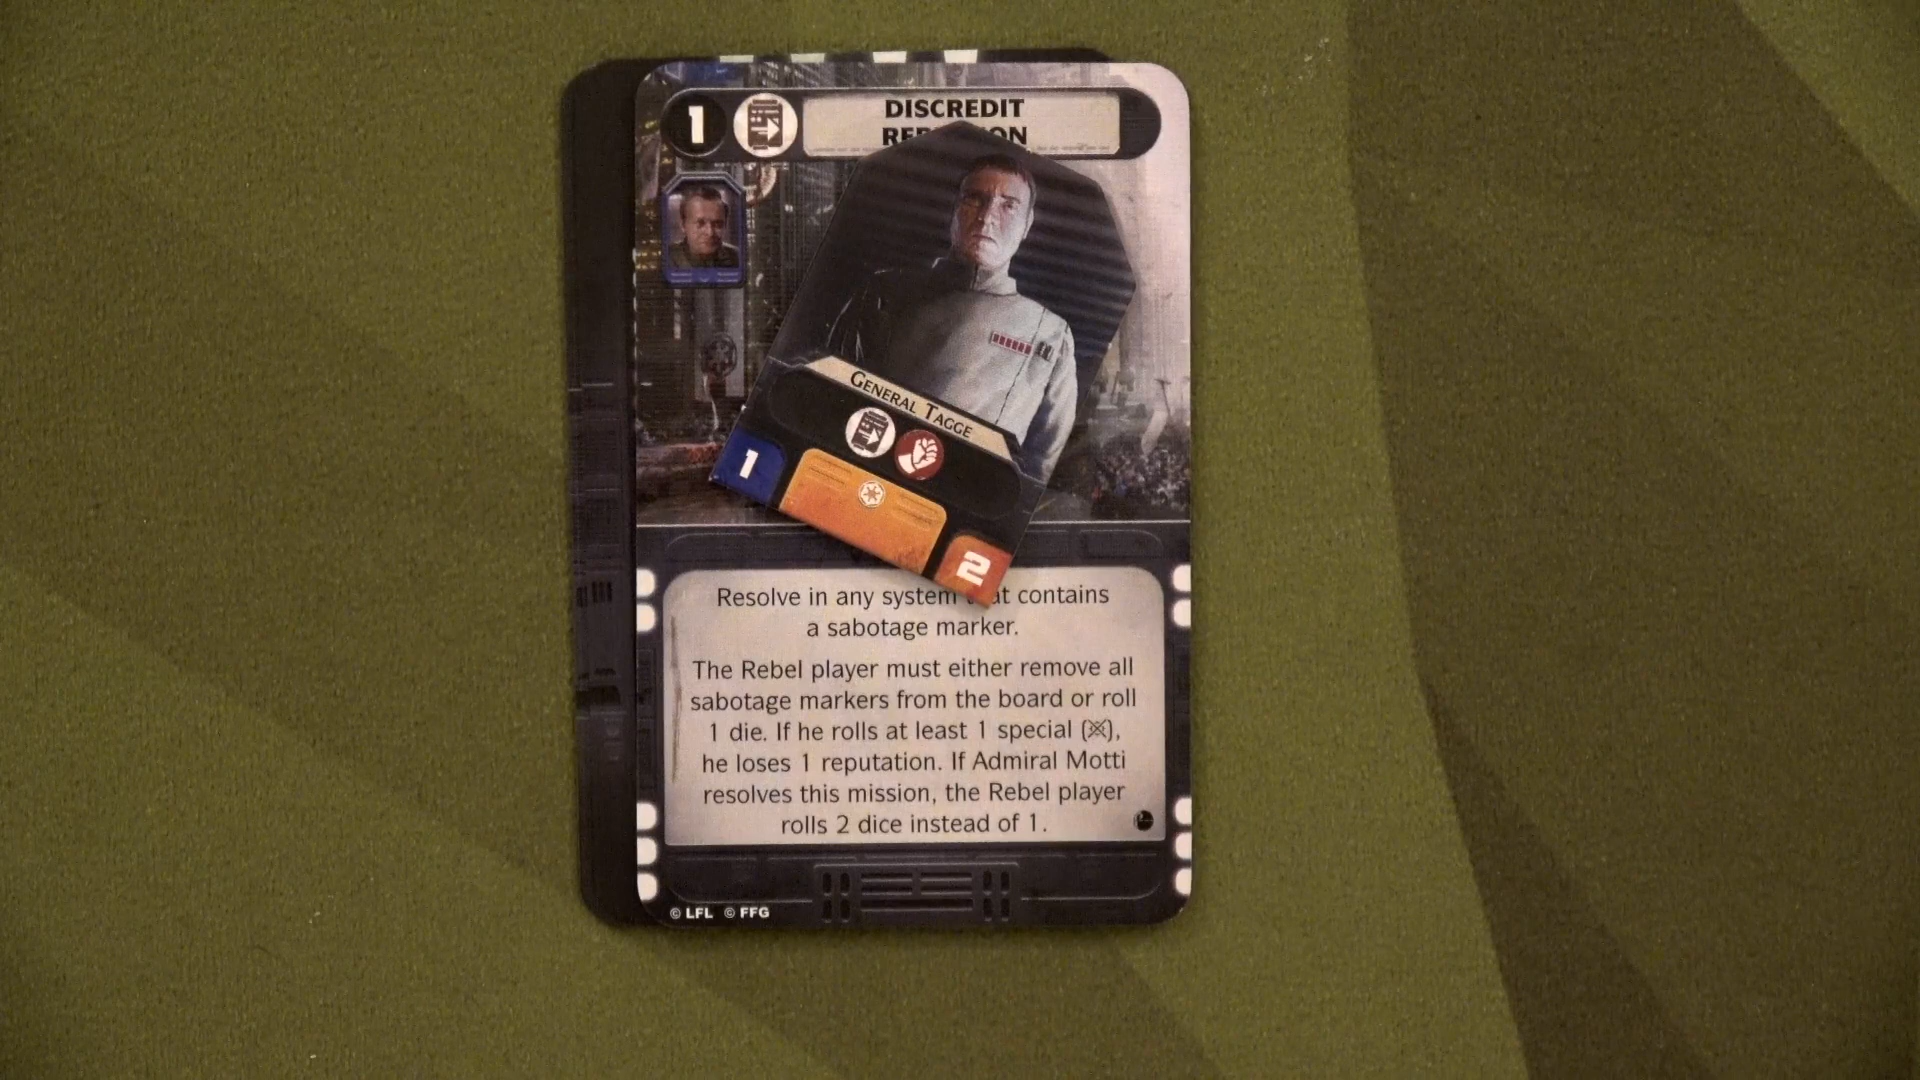 1
DISCREDIT
GENERAL TAGGE
1
2
Resolve in any system contains
a sabotage marker.
The Rebel player must either remove all
sabotage markers from the board or roll
1 die. If he rolls at least 1 special (※),
he loses 1 reputation. If Admiral Motti
resolves this mission, the Rebel player
rolls 2 dice instead of 1.
© LFL © FFG